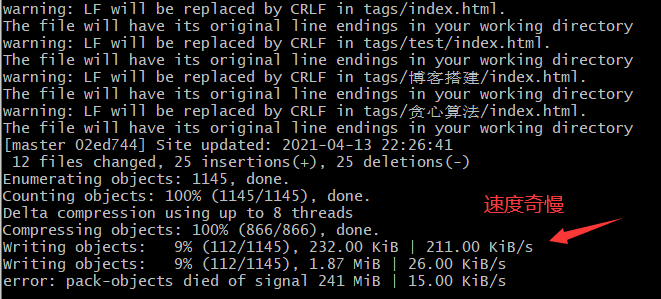 warning: LF will be replaced by CRLF in tags/index.html.
The file will have its original line endings in your working directory
warning: LF will be replaced by CRLF in tags/test/index.html.
The file will have its original line endings in your working directory
warning: LF will be replaced by CRLF in tags/博客搭建/index.html.
The file will have its original line endings in your working directory
warning: LF will be replaced by CRLF in tags/贪心算法/index.html.
The file will have its original line endings in your working directory
[master 02ed744] Site updated: 2021-04-13 22:26:41
 12 files changed, 25 insertions(+), 25 deletions(-)
Enumerating objects: 1145, done.
Counting objects: 100% (1145/1145), done.
Delta compression using up to 8 threads
Compressing objects: 100% (866/866), done.
速度奇慢
Writing objects:   9% (112/1145), 232.00 KiB | 211.00 KiB/s
Writing objects:   9% (112/1145), 1.87 MiB | 26.00 KiB/s
error: pack-objects died of signal 241 MiB | 15.00 KiB/s